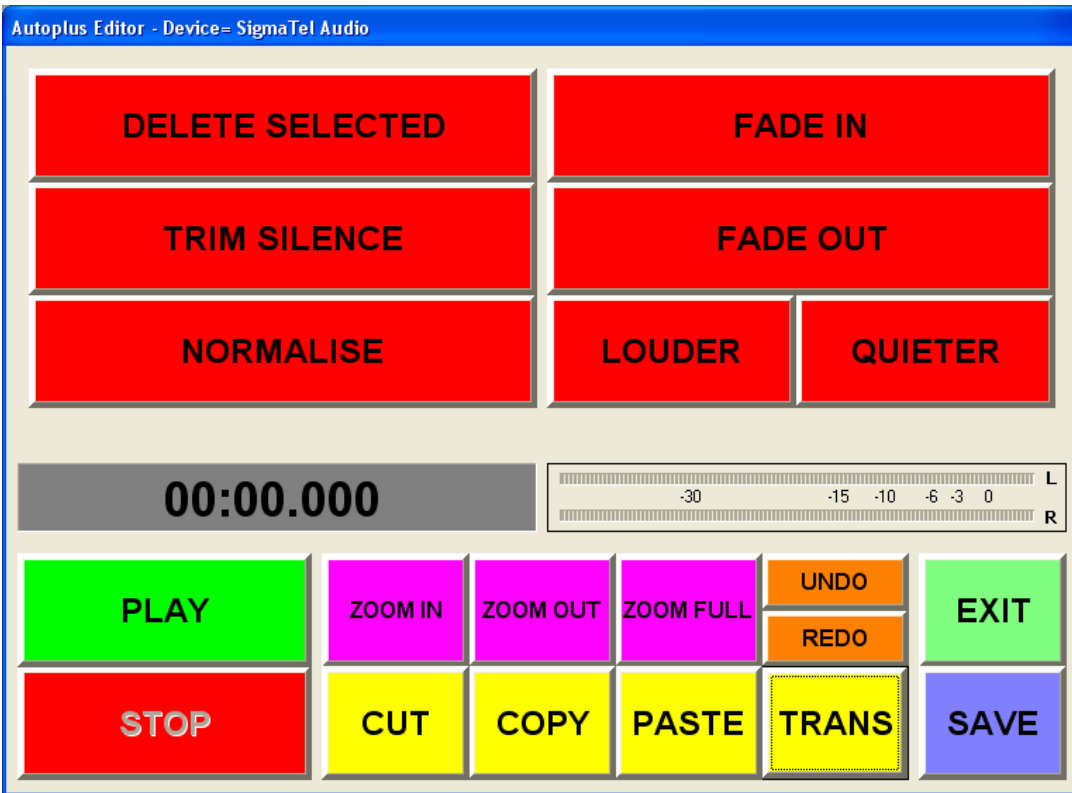 Autoplus Editor - Device= SigmaTel Audio
DELETE SELECTED
FADE IN
TRIM SILENCE
FADE OUT
NORMALISE
LOUDER
QUIETER
00:00.000
L
-30 -15 -10 -6 -3 0
R
PLAY
ZOOM IN
ZOOM OUT
ZOOM FULL
UNDO
REDO
EXIT
STOP
CUT
COPY
PASTE
TRANS
SAVE